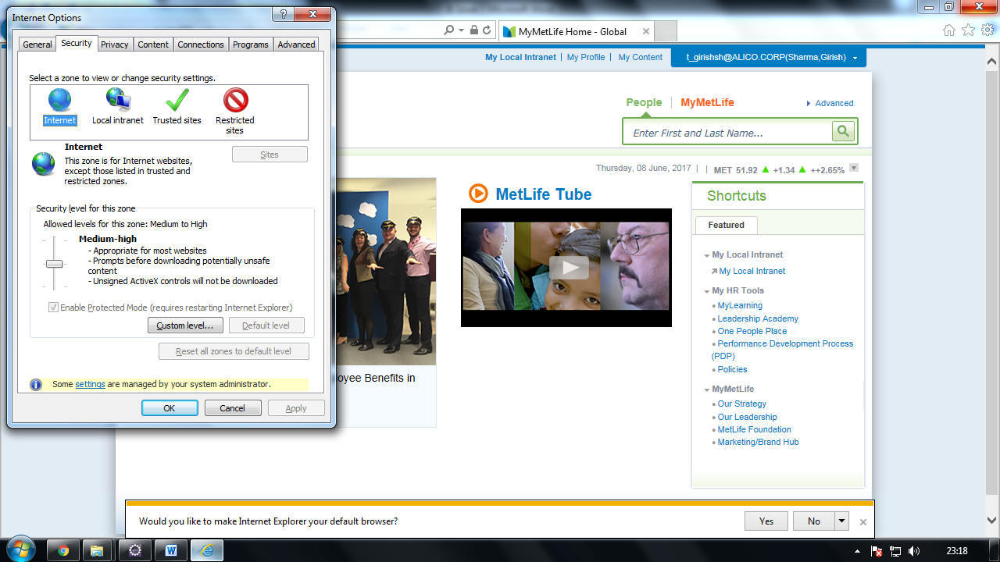 Internet Options
General Security Privacy Content Connections Programs Advanced
Select a zone to view or change security settings.
Internet
Local intranet
Trusted sites
Restricted
sites
Internet
This zone is for Internet websites,
except those listed in trusted and
restricted zones.
Sites
Security level for this zone
Allowed levels for this zone: Medium to High
Medium-high
- Appropriate for most websites
- Prompts before downloading potentially unsafe
content
- Unsigned ActiveX controls will not be downloaded
Enable Protected Mode (requires restarting Internet Explorer)
Custom level...
Default level
Reset all zones to default level
Some settings are managed by your system administrator.
OK
Cancel
Apply
MyMetLife Home - Global
My Local Intranet | My Profile | My Content
t_girishsh@ALICO.CORP(Sharma,Girish)
People | MyMetLife
Advanced
Enter First and Last Name...
Thursday, 08 June, 2017 | | MET 51.92 +1.34 ++2.65%
MetLife Tube
oyee Benefits in
Shortcuts
Featured
My Local Intranet
My Local Intranet
My HR Tools
MyLearning
Leadership Academy
One People Place
Performance Development Process
(PDP)
Policies
MyMetLife
Our Strategy
Our Leadership
MetLife Foundation
Marketing/Brand Hub
Would you like to make Internet Explorer your default browser?
Yes
No
23:18